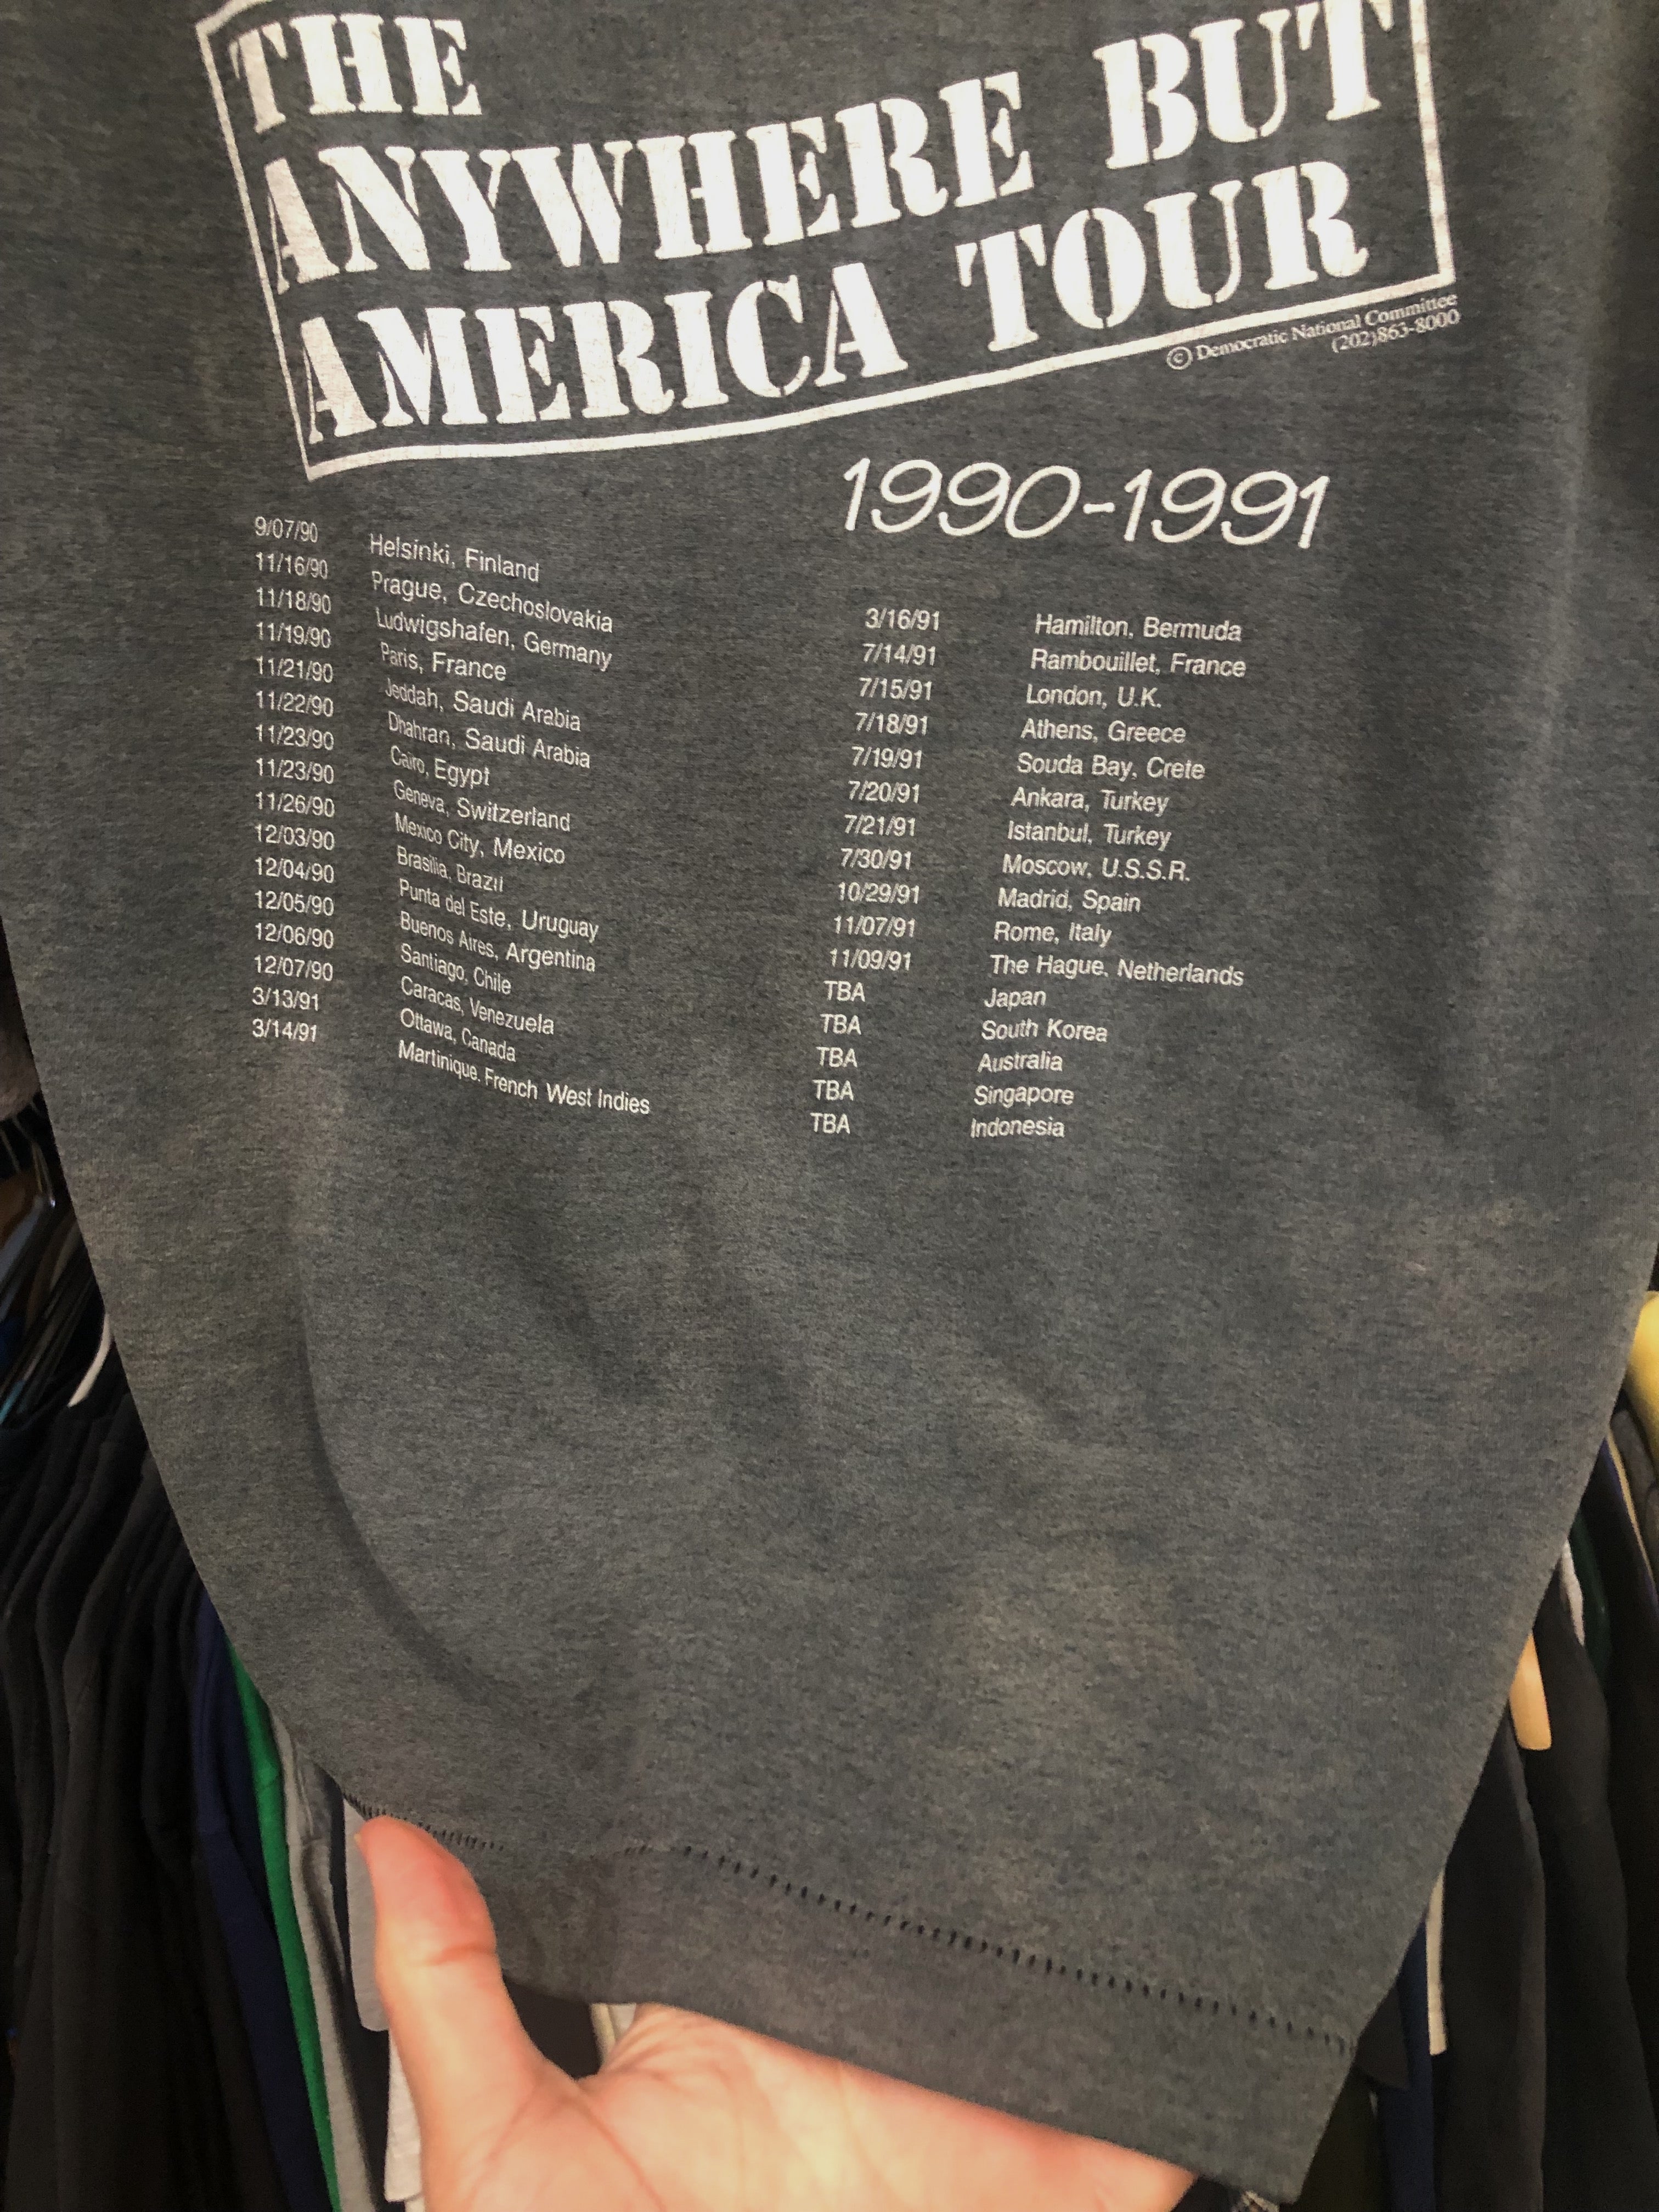 THE
ANYWHERE BUT
AMERICA TOUR
© Democratic National Committee
(202)863-8000
1990-1991
9/07/90 Helsinki, Finland
11/16/90 Prague, Czechoslovakia
11/18/90 Ludwigshafen, Germany
11/19/90 Paris, France
11/21/90 Jeddah, Saudi Arabia
11/22/90 Dhahran, Saudi Arabia
11/23/90 Cairo, Egypt
11/23/90 Geneva, Switzerland
11/26/90 Mexico City, Mexico
12/03/90 Brasilia, Brazil
12/04/90 Punta del Este, Uruguay
12/05/90 Buenos Aires, Argentina
12/06/90 Santiago, Chile
12/07/90 Caracas, Venezuela
3/13/91 Ottawa, Canada
3/14/91 Martinique. French West Indies
3/16/91 Hamilton, Bermuda
7/14/91 Rambouillet, France
7/15/91 London, U.K.
7/18/91 Athens, Greece
7/19/91 Souda Bay, Crete
7/20/91 Ankara, Turkey
7/21/91 Istanbul, Turkey
7/30/91 Moscow, U.S.S.R.
10/29/91 Madrid, Spain
11/07/91 Rome, Italy
11/09/91 The Hague, Netherlands
TBA Japan
TBA South Korea
TBA Australia
TBA Singapore
TBA Indonesia